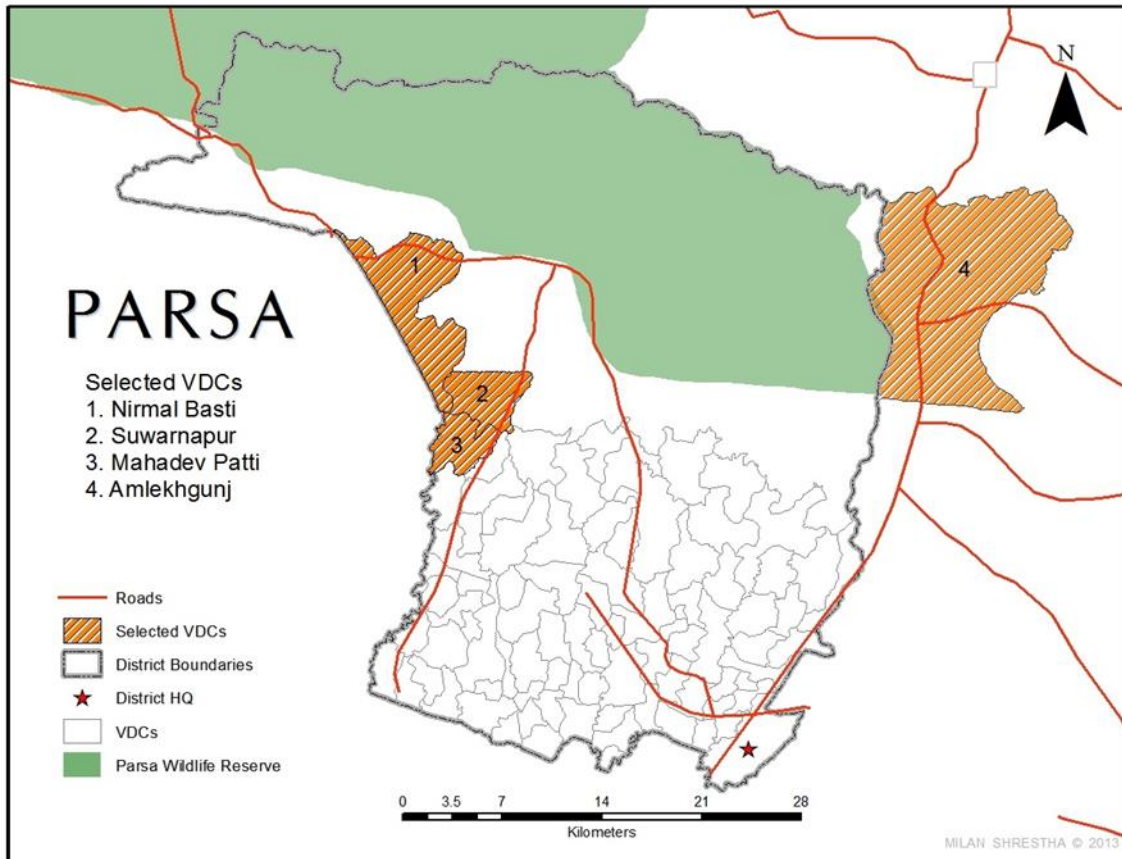 N
1
4
PARSA
Selected VDCs
1. Nirmal Basti
2. Suwarnapur
3. Mahadev Patti
4. Amlekhgunj
2
3
Roads
Selected VDCs
District Boundaries
District HQ
VDCs
Parsa Wildlife Reserve
0 3.5 7 14 21 28
Kilometers
MILAN SHRESTHA © 2013